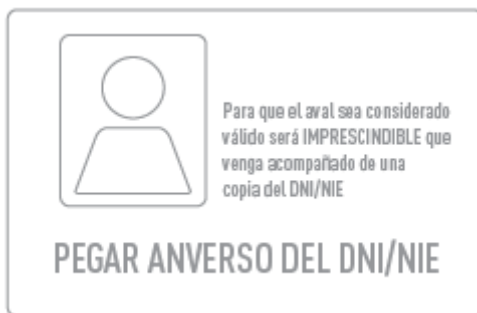 Para que el aval sea considerado
válido será IMPRESCINDIBLE que
venga acompañado de una
copia del DNI/NIE
PEGAR ANVERSO DEL DNI/NIE